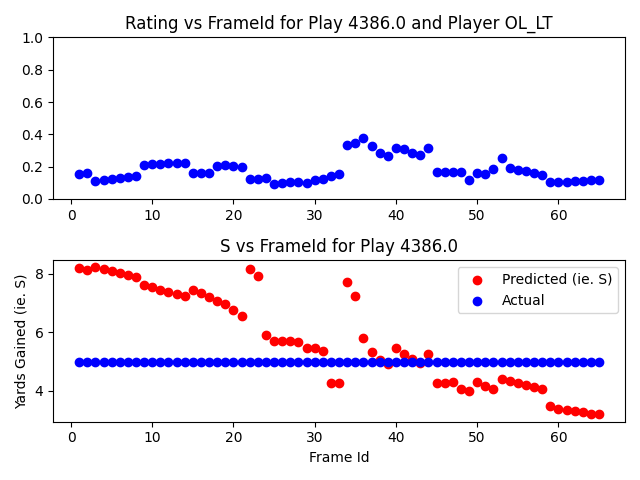 Rating vs FrameId for Play 4386.0 and Player OL_LT
1.0
0.8
0.6
0.4
0.2
0.0
0 10 20 30 40 50 60
S vs FrameId for Play 4386.0
Yards Gained (ie. S)
8
6
4
Predicted (ie. S)
Actual
0 10 20 30 40 50 60
Frame Id